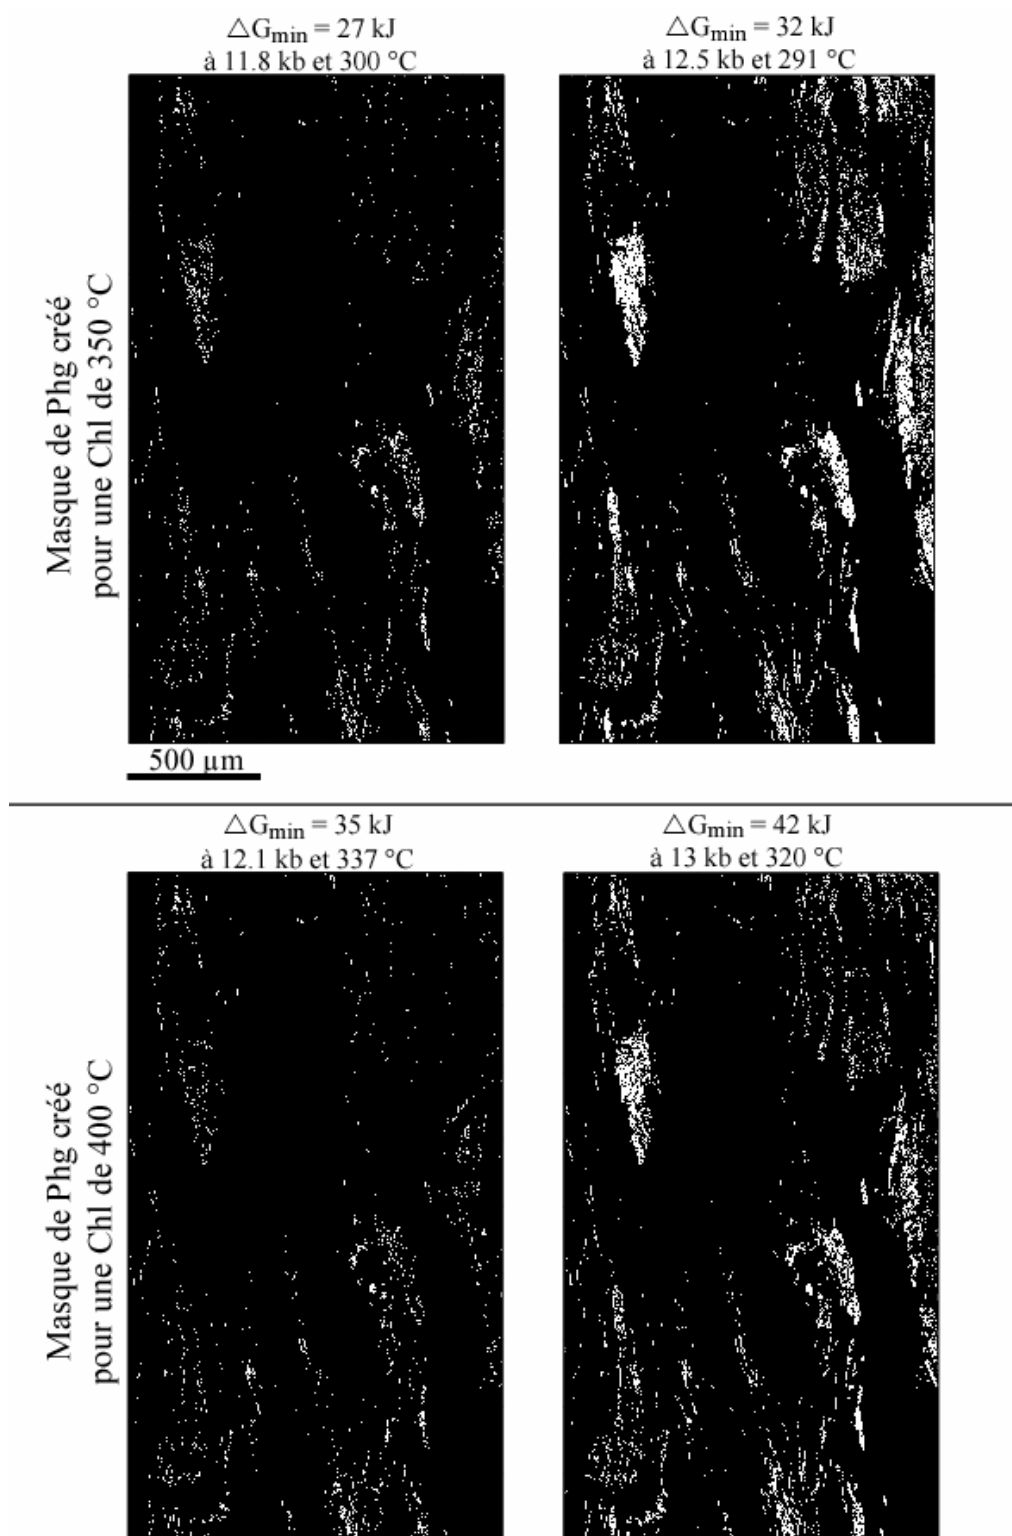 △Gmin = 27 kJ
à 11.8 kb et 300 °C
△Gmin = 32 kJ
à 12.5 kb et 291 °C
Masque de Phg créé
pour une Chl de 350 °C
500 µm
△Gmin = 35 kJ
à 12.1 kb et 337 °C
△Gmin = 42 kJ
à 13 kb et 320 °C
Masque de Phg créé
pour une Chl de 400 °C